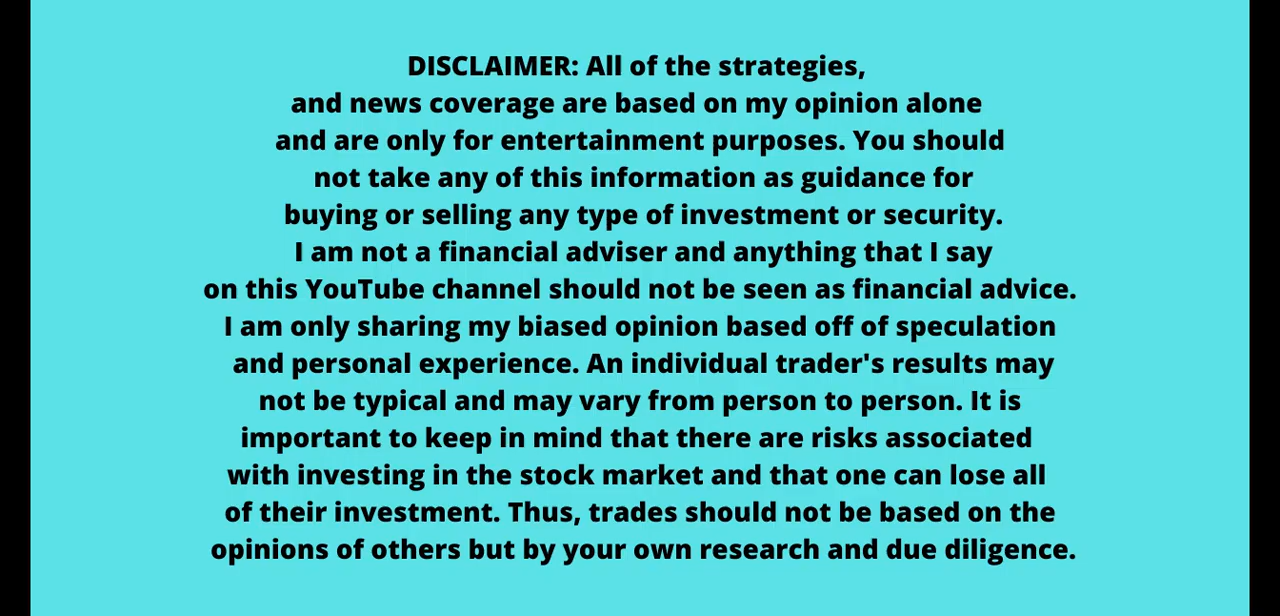 DISCLAIMER: All of the strategies,
and news coverage are based on my opinion alone
and are only for entertainment purposes. You should
not take any of this information as guidance for
buying or selling any type of investment or security.
I am not a financial adviser and anything that I say
on this YouTube channel should not be seen as financial advice.
I am only sharing my biased opinion based off of speculation
and personal experience. An individual trader's results may
not be typical and may vary from person to person. It is
important to keep in mind that there are risks associated
with investing in the stock market and that one can lose all
of their investment. Thus, trades should not be based on the
opinions of others but by your own research and due diligence.